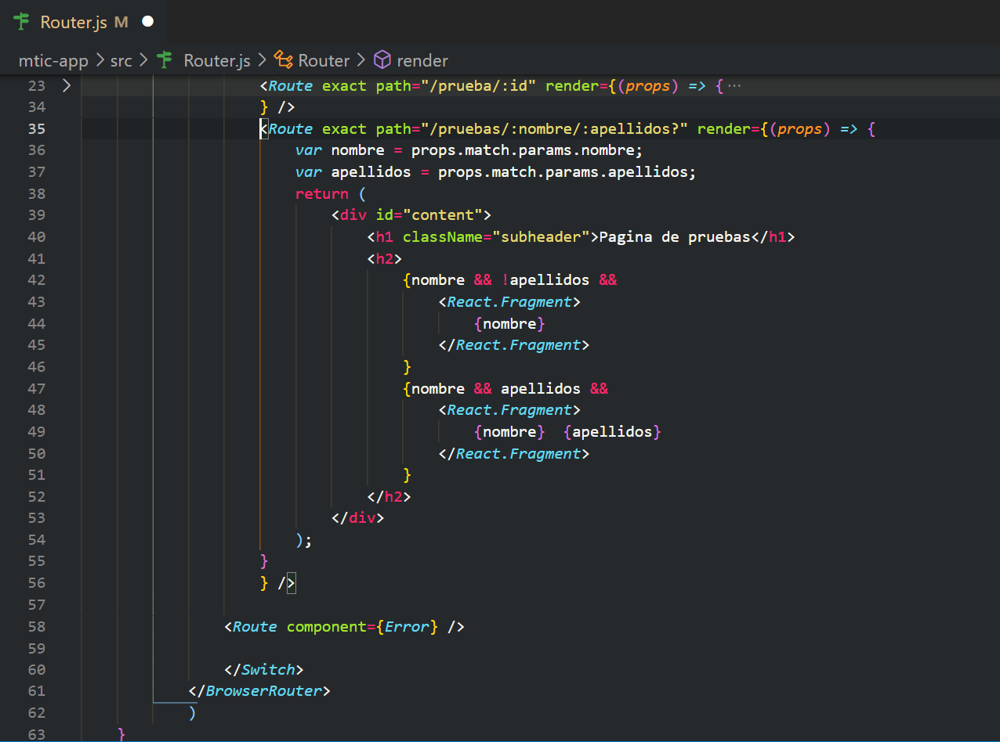 Router.js M
mtic-app > src > Router.js > Router > render
23 > <Route exact path="/prueba/:id" render={(props) => {···
34 } />
35 <Route exact path="/pruebas/:nombre/:apellidos?" render={(props) => {
36 var nombre = props.match.params.nombre;
37 var apellidos = props.match.params.apellidos;
38 return (
39 <div id="content">
40 <h1 className="subheader">Pagina de pruebas</h1>
41 <h2>
42 {nombre && !apellidos &&
43 <React.Fragment>
44 {nombre}
45 </React.Fragment>
46 }
47 {nombre && apellidos &&
48 <React.Fragment>
49 {nombre}  {apellidos}
50 </React.Fragment>
51 }
52 </h2>
53 </div>
54 );
55 }
56 } />
57
58 <Route component={Error} />
59
60 </Switch>
61 </BrowserRouter>
62 )
63 }